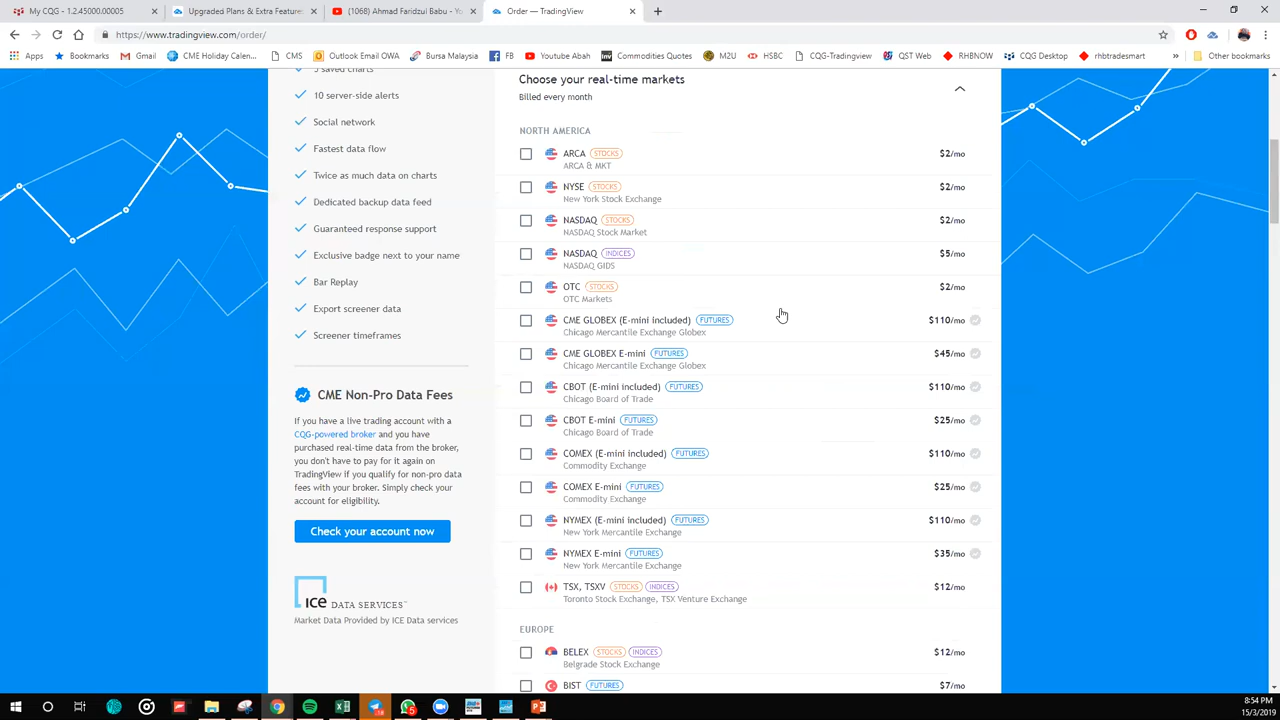 My CQG - 1.2.45000.00005
Upgraded Plans & Extra Feature
(1068) Ahmad Faridzul Babu - Yo
Order — TradingView
https://www.tradingview.com/order/
Apps
Bookmarks
Gmail
CME Holiday Calen...
CMS
Outlook Email OWA
Bursa Malaysia
FB
Youtube Abah
Commodities Quotes
M2U
HSBC
CQG-Tradingview
QST Web
RHBNOW
CQG Desktop
rhbtradesmart
»
Other bookmarks
10 server-side alerts
Social network
Fastest data flow
Twice as much data on charts
Dedicated backup data feed
Guaranteed response support
Exclusive badge next to your name
Bar Replay
Export screener data
Screener timeframes
CME Non-Pro Data Fees
If you have a live trading account with a
CQG-powered broker and you have
purchased real-time data from the broker,
you don't have to pay for it again on
TradingView if you qualify for non-pro data
fees with your broker. Simply check your
account for eligibility.
Check your account now
ice DATA SERVICES™
Market Data Provided by ICE Data services
Choose your real-time markets
Billed every month
NORTH AMERICA
ARCA STOCKS $2/mo
ARCA & MKT
NYSE STOCKS $2/mo
New York Stock Exchange
NASDAQ STOCKS $2/mo
NASDAQ Stock Market
NASDAQ INDICES $5/mo
NASDAQ GIDS
OTC STOCKS $2/mo
OTC Markets
CME GLOBEX (E-mini included) FUTURES $110/mo
Chicago Mercantile Exchange Globex
CME GLOBEX E-mini FUTURES $45/mo
Chicago Mercantile Exchange Globex
CBOT (E-mini included) FUTURES $110/mo
Chicago Board of Trade
CBOT E-mini FUTURES $25/mo
Chicago Board of Trade
COMEX (E-mini included) FUTURES $110/mo
Commodity Exchange
COMEX E-mini FUTURES $25/mo
Commodity Exchange
NYMEX (E-mini included) FUTURES $110/mo
New York Mercantile Exchange
NYMEX E-mini FUTURES $35/mo
New York Mercantile Exchange
TSX, TSXV STOCKS INDICES $12/mo
Toronto Stock Exchange, TSX Venture Exchange
EUROPE
BELEX STOCKS INDICES $12/mo
Belgrade Stock Exchange
BIST FUTURES $7/mo
8:54 PM
15/3/2019